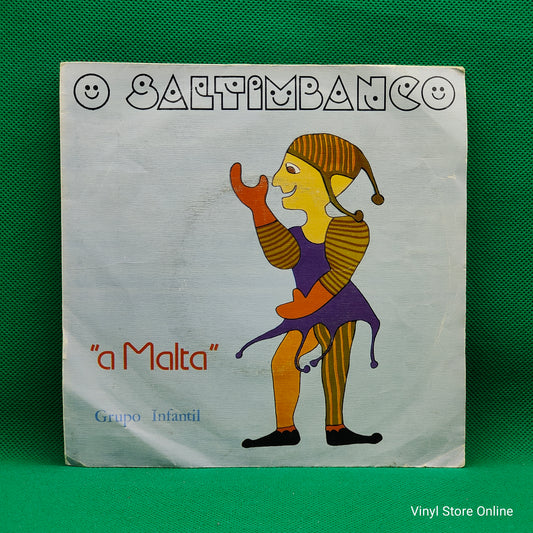 O SALTIMBANCO
"a Malta"
Grupo Infantil
Vinyl Store Online